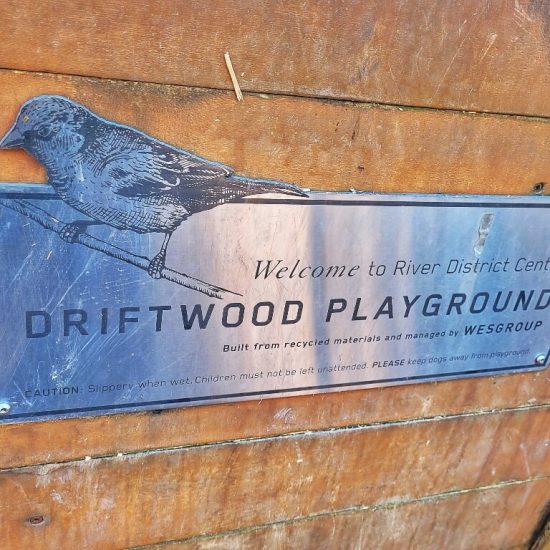 Welcome to River District Cent
DRIFTWOOD PLAYGROUND
Built from recycled materials and managed by WESGROUP
CAUTION: Slippery when wet. Children must not be left unattended. PLEASE keep dogs away from playground.